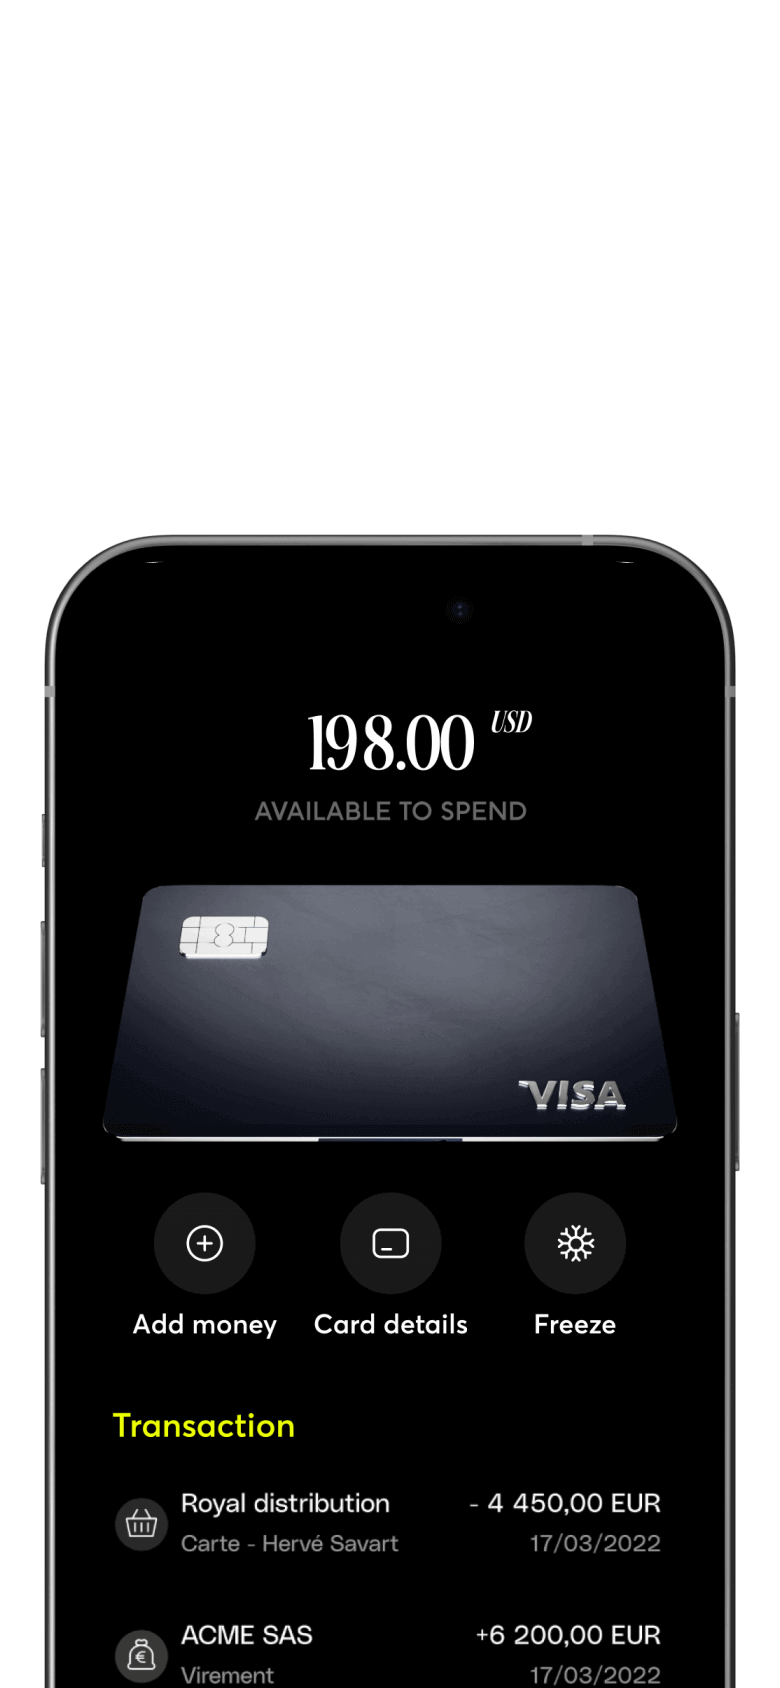 198.00 USD
AVAILABLE TO SPEND
VISA
Add money Card details Freeze
Transaction
Royal distribution - 4 450,00 EUR
Carte - Hervé Savart 17/03/2022
ACME SAS +6 200,00 EUR
Virement 17/03/2022